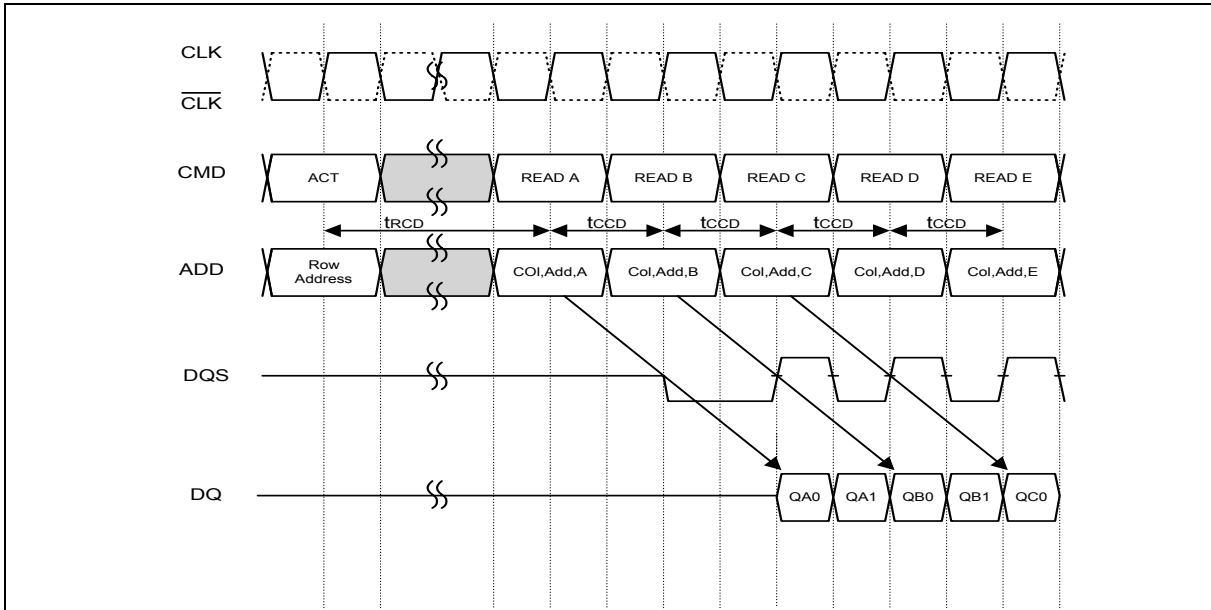 CLK
CLK
CMD
ACT
READ A
READ B
READ C
READ D
READ E
tRCD
tCCD
tCCD
tCCD
tCCD
ADD
Row
Address
COl,Add,A
Col,Add,B
Col,Add,C
Col,Add,D
Col,Add,E
DQS
DQ
QA0
QA1
QB0
QB1
QC0